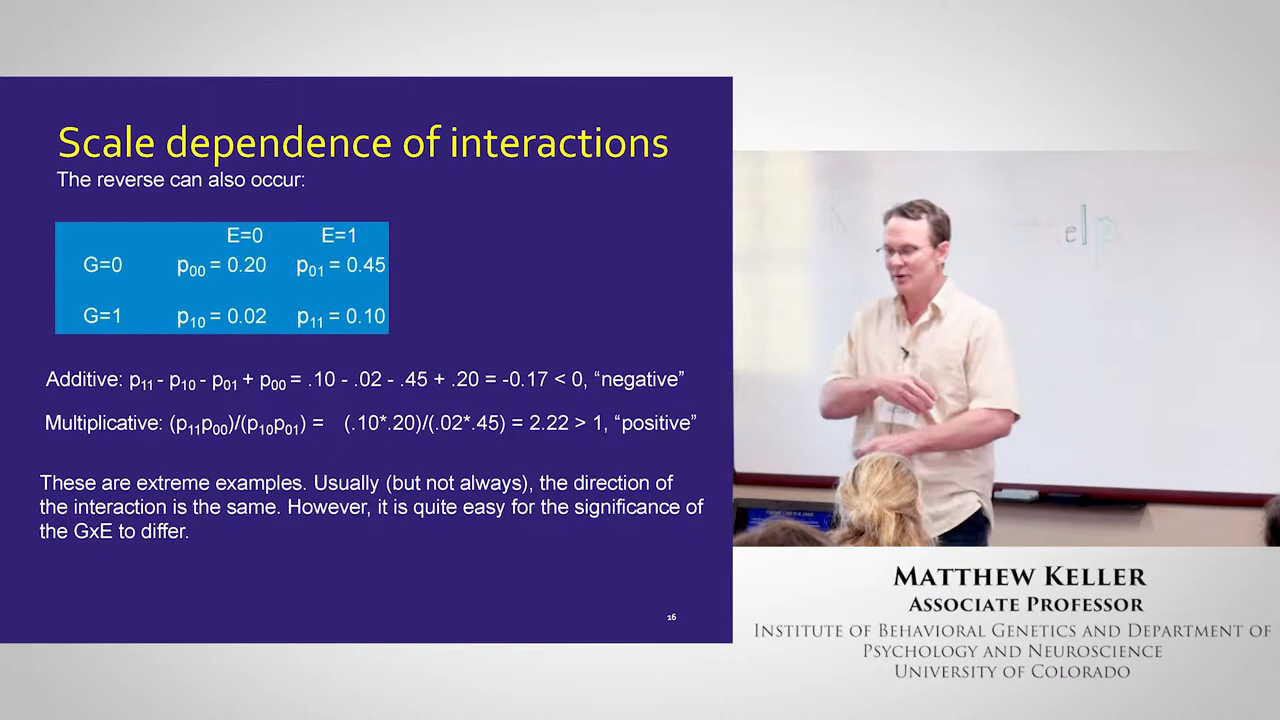 Scale dependence of interactions
The reverse can also occur:
E=0 E=1
G=0 p00 = 0.20 p01 = 0.45
G=1 p10 = 0.02 p11 = 0.10
Additive: p11 - p10 - p01 + p00 = .10 - .02 - .45 + .20 = -0.17 < 0, “negative”
Multiplicative: (p11p00)/(p10p01) = (.10*.20)/(.02*.45) = 2.22 > 1, “positive”
These are extreme examples. Usually (but not always), the direction of
the interaction is the same. However, it is quite easy for the significance of
the GxE to differ.
16
elp
MATTHEW KELLER
ASSOCIATE PROFESSOR
INSTITUTE OF BEHAVIORAL GENETICS AND DEPARTMENT OF
PSYCHOLOGY AND NEUROSCIENCE
UNIVERSITY OF COLORADO